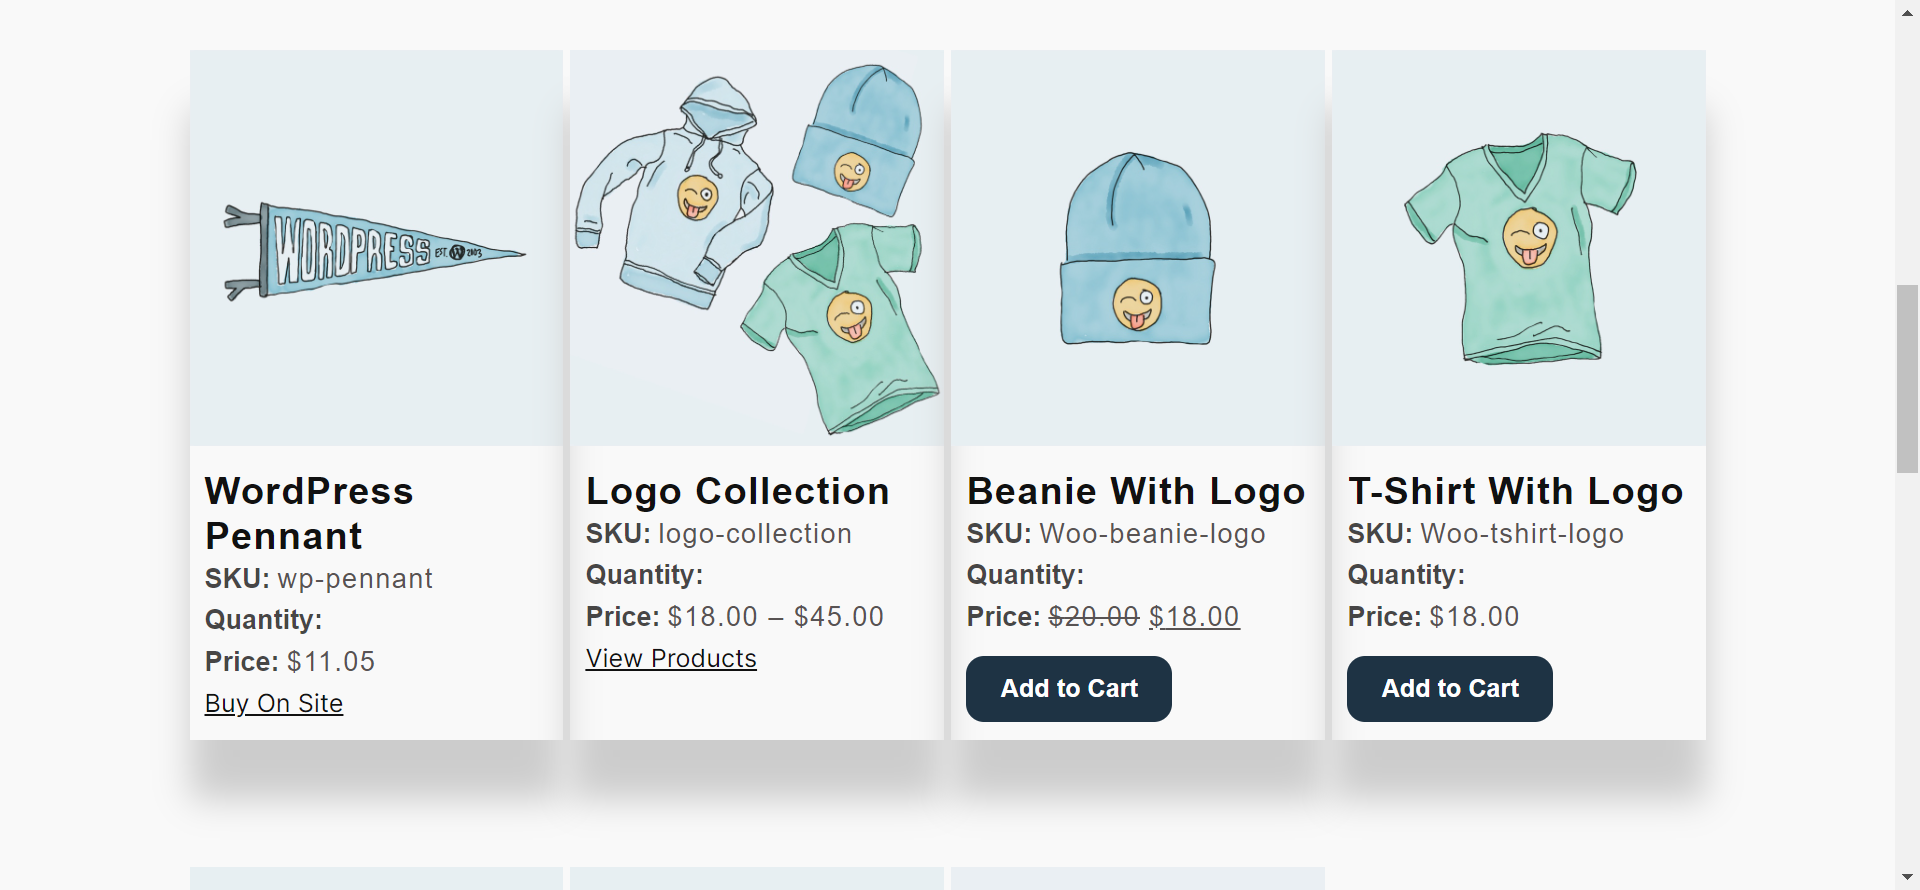 WORDPRESS EST. W 2003
WordPress
Pennant
SKU: wp-pennant
Quantity:
Price: $11.05
Buy On Site
Logo Collection
SKU: logo-collection
Quantity:
Price: $18.00 – $45.00
View Products
Beanie With Logo
SKU: Woo-beanie-logo
Quantity:
Price: $20.00 $18.00
Add to Cart
T-Shirt With Logo
SKU: Woo-tshirt-logo
Quantity:
Price: $18.00
Add to Cart